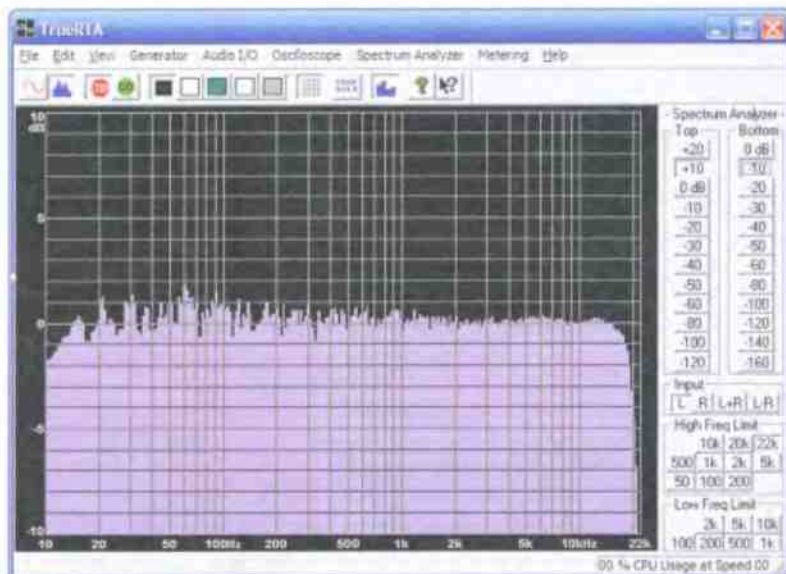 TrueRTA
File Edit View Generator Audio I/O Oscilloscope Spectrum Analyzer Metering Help
10
dB
5
0
-5
-10
10 20 50 100Hz 200 500 1k 2k 5k 10kHz 22k
Spectrum Analyzer
Top Bottom
+20 0 dB
+10 -10
0 dB -20
-10 -30
-20 -40
-30 -50
-40 -60
-50 -80
-60 -100
-80 -120
-100 -140
-120 -160
Input
L R L+R L-R
High Freq Limit
10k 20k 22k
500 1k 2k 5k
50 100 200
Low Freq Limit
2k 5k 10k
100 200 500 1k
00 % CPU Usage at Speed 00